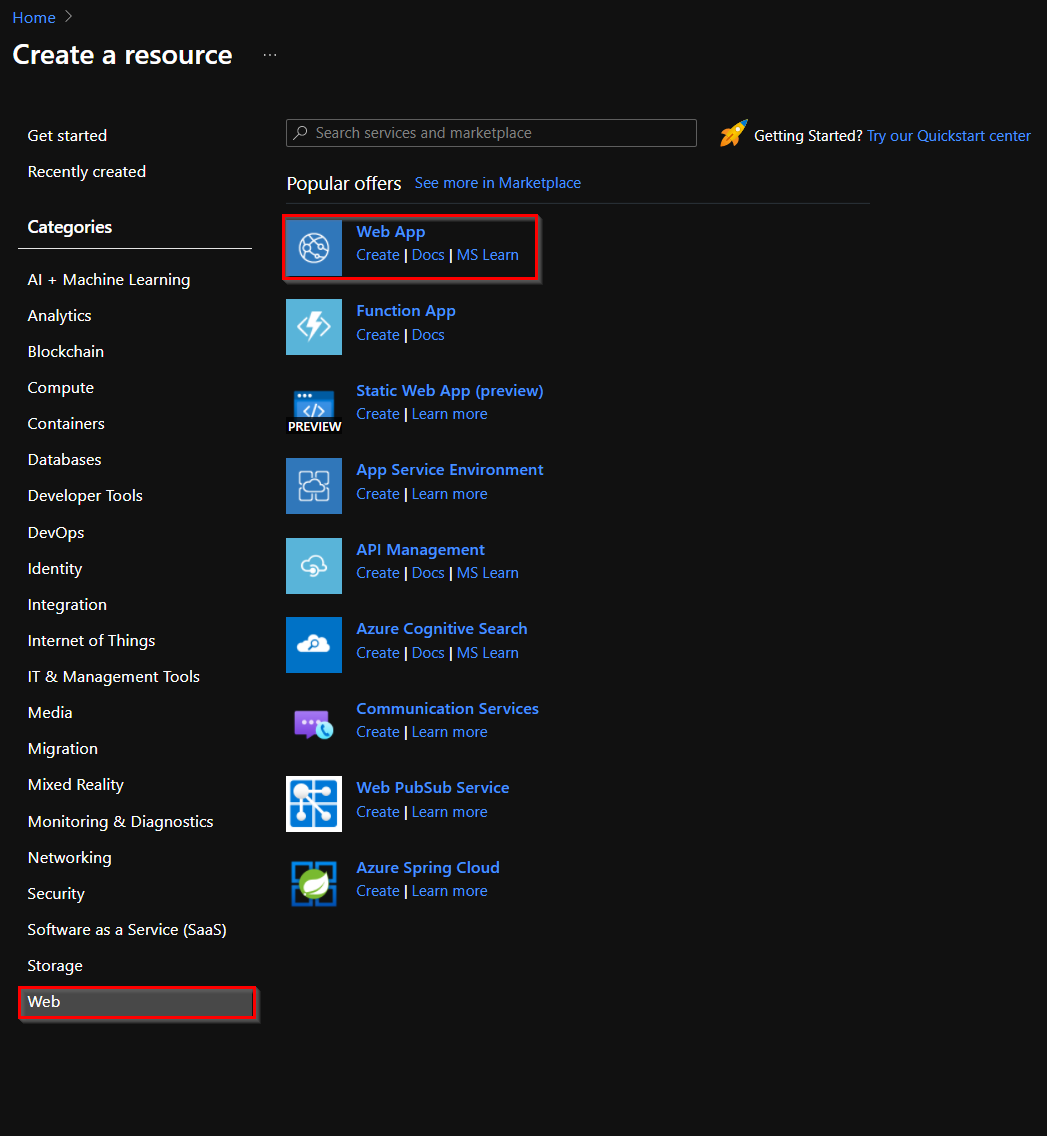 Home
Create a resource ...
Get started
Recently created
Categories
AI + Machine Learning
Analytics
Blockchain
Compute
Containers
Databases
Developer Tools
DevOps
Identity
Integration
Internet of Things
IT & Management Tools
Media
Migration
Mixed Reality
Monitoring & Diagnostics
Networking
Security
Software as a Service (SaaS)
Storage
Web
Search services and marketplace
Getting Started? Try our Quickstart center
Popular offers See more in Marketplace
Web App
Create | Docs | MS Learn
Function App
Create | Docs
Static Web App (preview)
Create | Learn more
PREVIEW
App Service Environment
Create | Learn more
API Management
Create | Docs | MS Learn
Azure Cognitive Search
Create | Docs | MS Learn
Communication Services
Create | Learn more
Web PubSub Service
Create | Learn more
Azure Spring Cloud
Create | Learn more